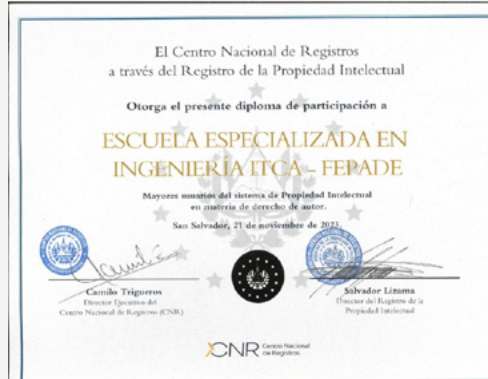 El Centro Nacional de Registros
a través del Registro de la Propiedad Intelectual
Otorga el presente diploma de participación a
ESCUELA ESPECIALIZADA EN
INGENIERÍA ITCA - FEPADE
Mayores usuarios del sistema de Propiedad Intelectual
en materia de derecho de autor.
San Salvador, 21 de noviembre de 2023
Camilo Trigueros
Director Ejecutivo del
Centro Nacional de Registros (CNR)
Salvador Lizama
Director del Registro de la
Propiedad Intelectual
CNR
Centro Nacional
de Registros